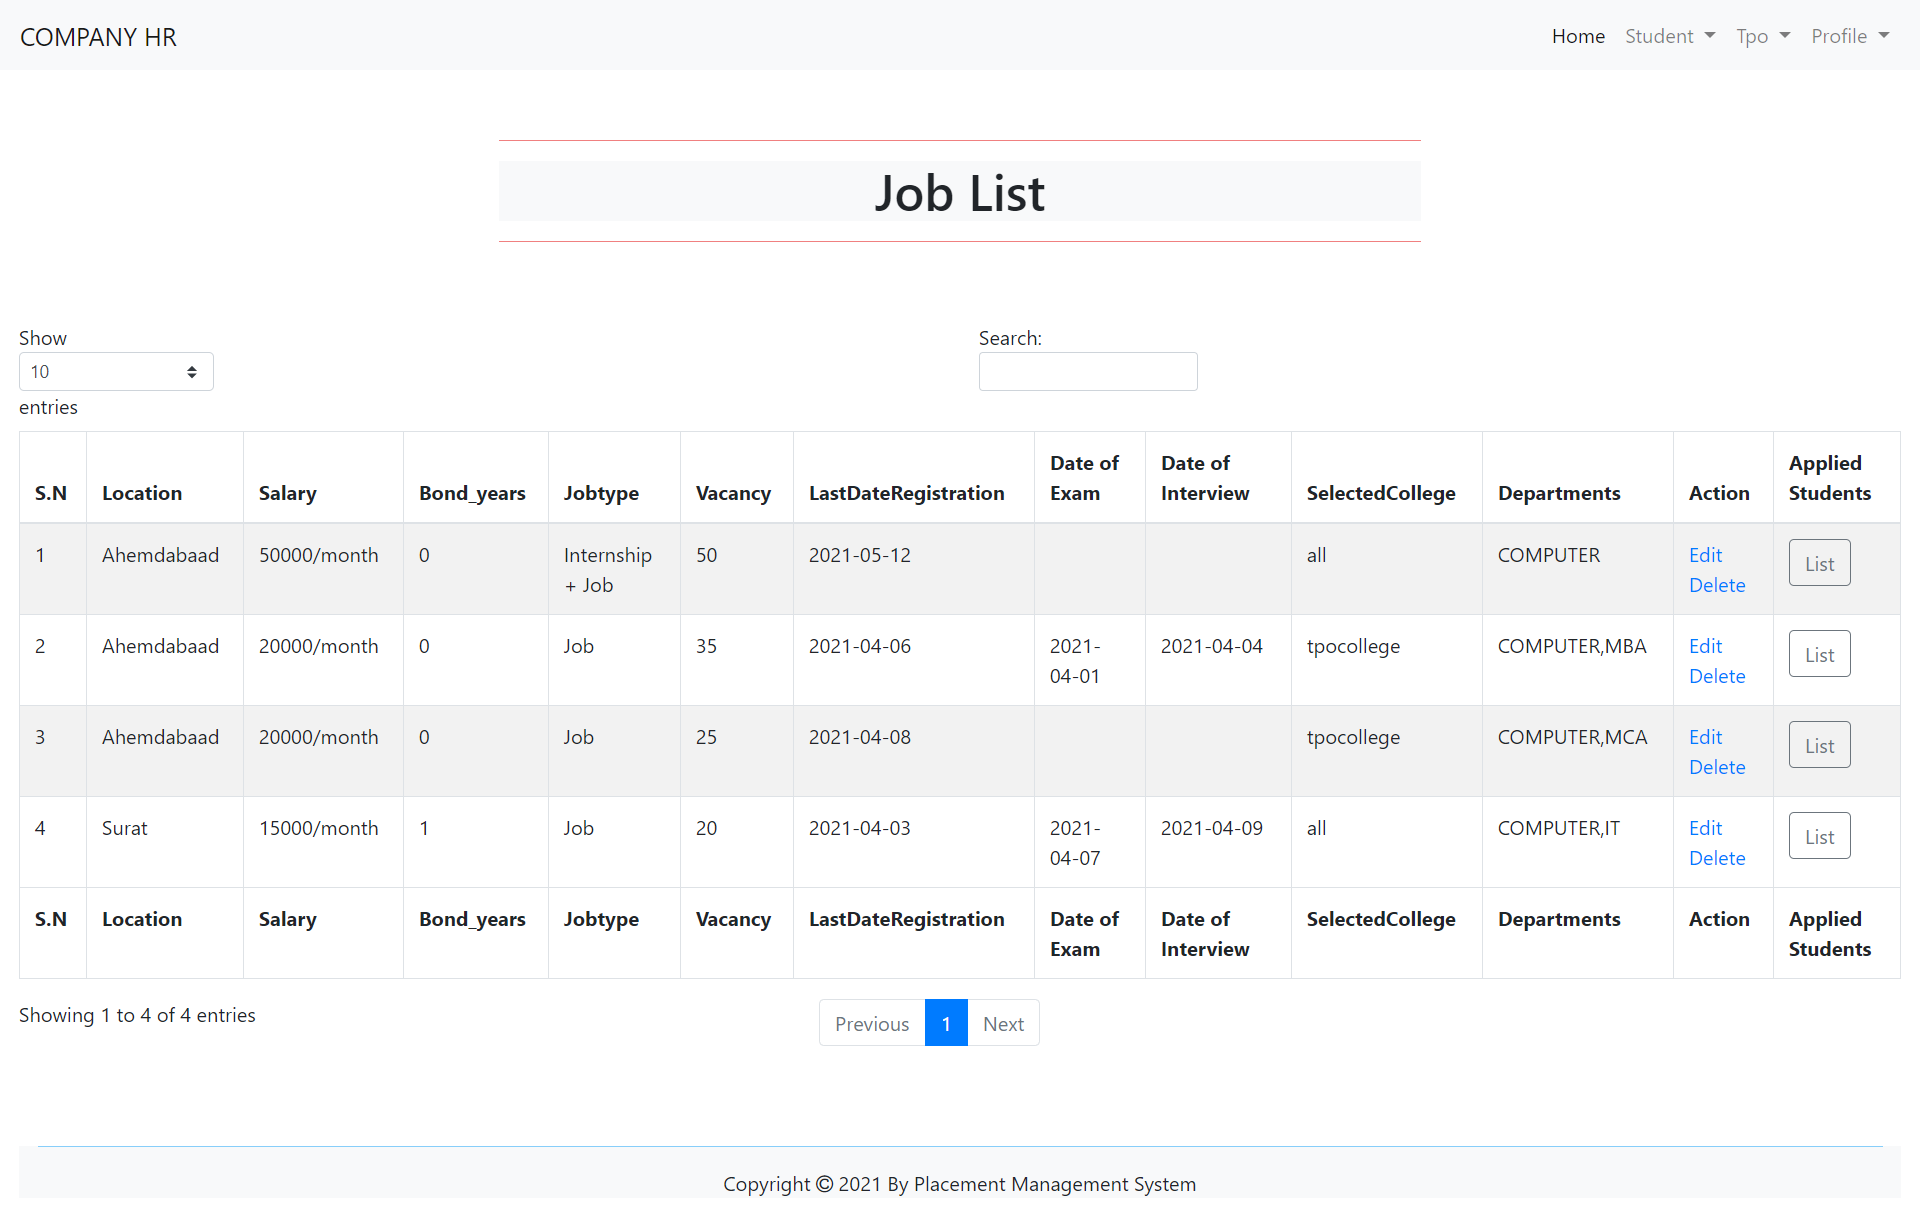 COMPANY HR
Home Student Tpo Profile
Job List
Show
10
entries
Search:
S.N Location Salary Bond_years Jobtype Vacancy LastDateRegistration Date of Exam Date of Interview SelectedCollege Departments Action Applied Students
1 Ahemdabaad 50000/month 0 Internship + Job 50 2021-05-12 all COMPUTER Edit Delete List
2 Ahemdabaad 20000/month 0 Job 35 2021-04-06 2021-04-01 2021-04-04 tpocollege COMPUTER,MBA Edit Delete List
3 Ahemdabaad 20000/month 0 Job 25 2021-04-08 tpocollege COMPUTER,MCA Edit Delete List
4 Surat 15000/month 1 Job 20 2021-04-03 2021-04-07 2021-04-09 all COMPUTER,IT Edit Delete List
S.N Location Salary Bond_years Jobtype Vacancy LastDateRegistration Date of Exam Date of Interview SelectedCollege Departments Action Applied Students
Showing 1 to 4 of 4 entries
Previous 1 Next
Copyright © 2021 By Placement Management System